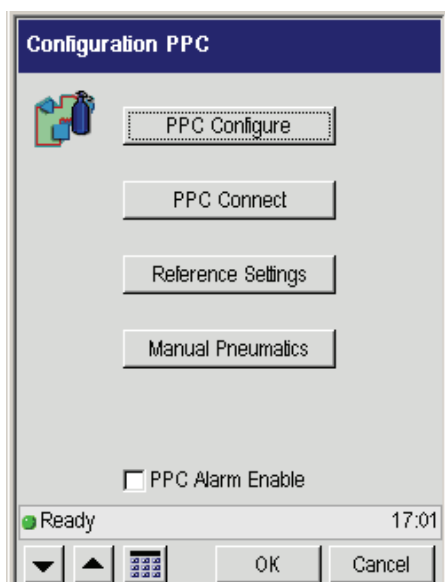 Configuration PPC
PPC Configure
PPC Connect
Reference Settings
Manual Pneumatics
PPC Alarm Enable
Ready 17:01
OK Cancel